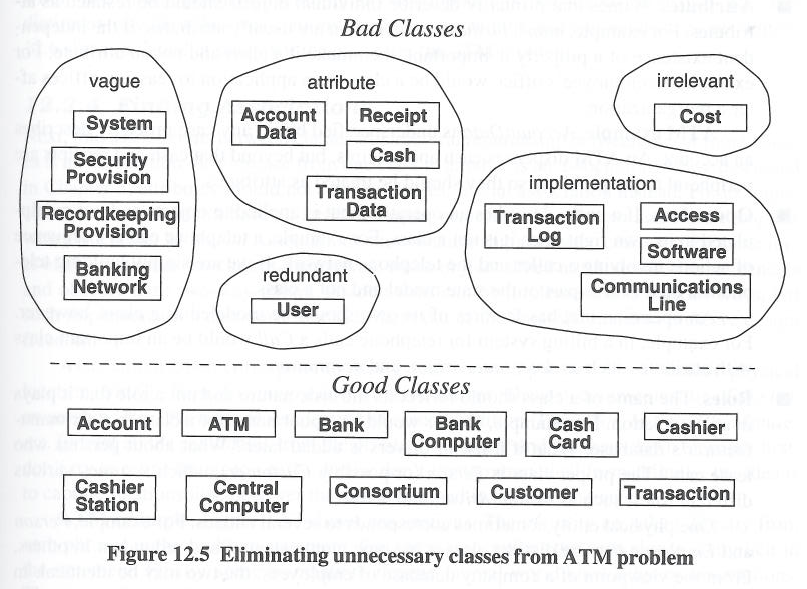 Bad Classes
vague
System
Security
Provision
Recordkeeping
Provision
Banking
Network
attribute
Account
Data
Receipt
Cash
Transaction
Data
irrelevant
Cost
redundant
User
implementation
Transaction
Log
Access
Software
Communications
Line
Good Classes
Account
ATM
Bank
Bank
Computer
Cash
Card
Cashier
Cashier
Station
Central
Computer
Consortium
Customer
Transaction
Figure 12.5 Eliminating unnecessary classes from ATM problem